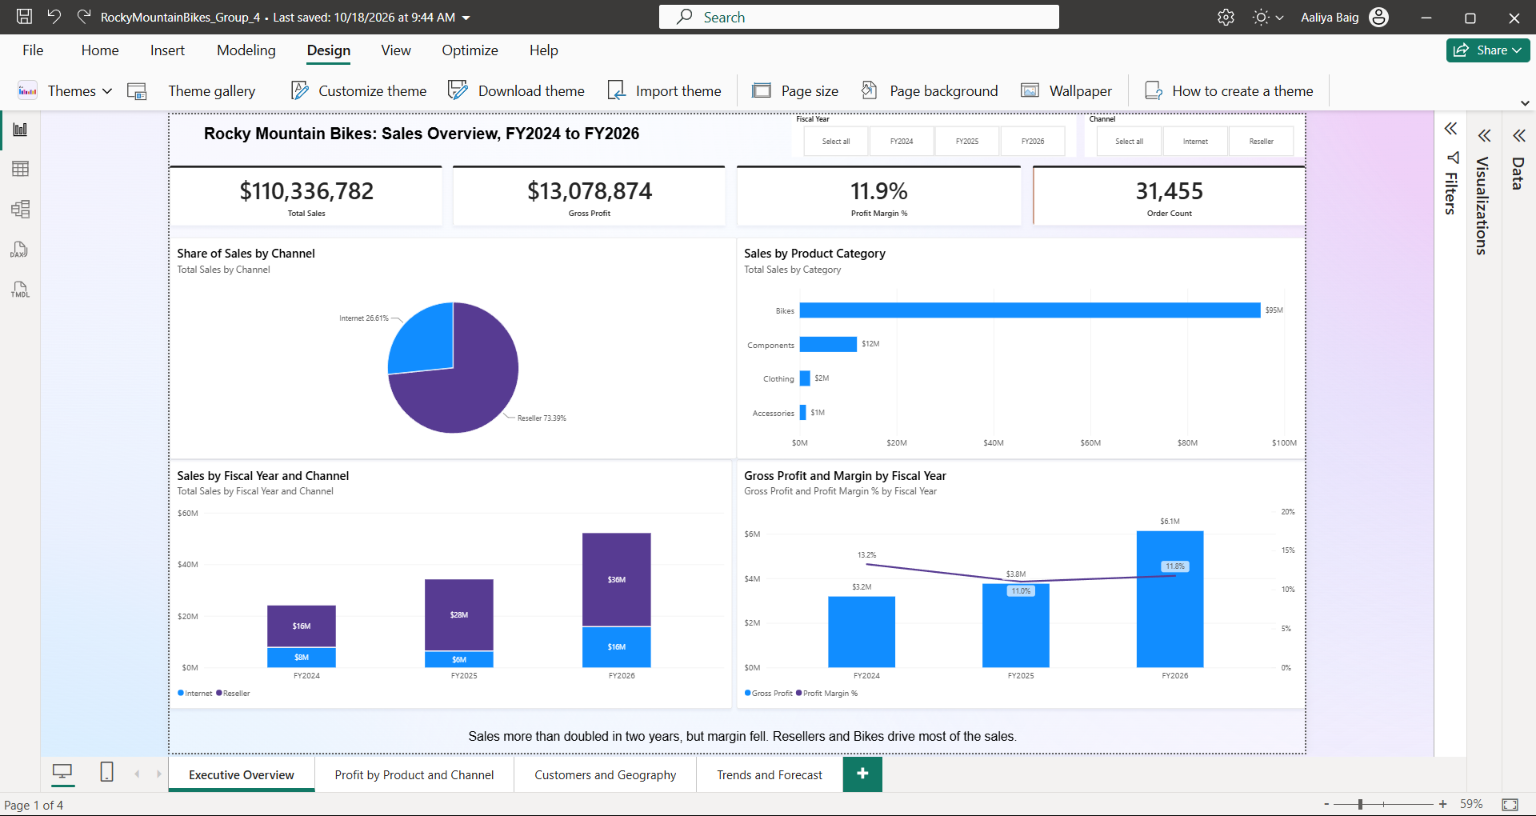 RockyMountainBikes_Group_4 • Last saved: 10/18/2026 at 9:44 AM
Search
Aaliya Baig
File Home Insert Modeling Design View Optimize Help
Share
Themes Theme gallery Customize theme Download theme Import theme Page size Page background Wallpaper How to create a theme
Rocky Mountain Bikes: Sales Overview, FY2024 to FY2026
Fiscal Year
Select all FY2024 FY2025 FY2026
Channel
Select all Internet Reseller
$110,336,782
Total Sales
$13,078,874
Gross Profit
11.9%
Profit Margin %
31,455
Order Count
Share of Sales by Channel
Total Sales by Channel
Internet 26.61%
Reseller 73.39%
Sales by Product Category
Total Sales by Category
Bikes $95M
Components $12M
Clothing $2M
Accessories $1M
$0M $20M $40M $60M $80M $100M
Sales by Fiscal Year and Channel
Total Sales by Fiscal Year and Channel
$60M
$40M
$20M
$0M
$16M
$8M
$28M
$6M
$36M
$16M
FY2024 FY2025 FY2026
Internet Reseller
Gross Profit and Margin by Fiscal Year
Gross Profit and Profit Margin % by Fiscal Year
$6M
$4M
$2M
$0M
13.2%
$3.2M
$3.8M
11.0%
$6.1M
11.8%
20%
15%
10%
5%
0%
FY2024 FY2025 FY2026
Gross Profit Profit Margin %
Sales more than doubled in two years, but margin fell. Resellers and Bikes drive most of the sales.
Filters
Visualizations
Data
DAX
TMDL
Executive Overview Profit by Product and Channel Customers and Geography Trends and Forecast +
Page 1 of 4
- + 59%